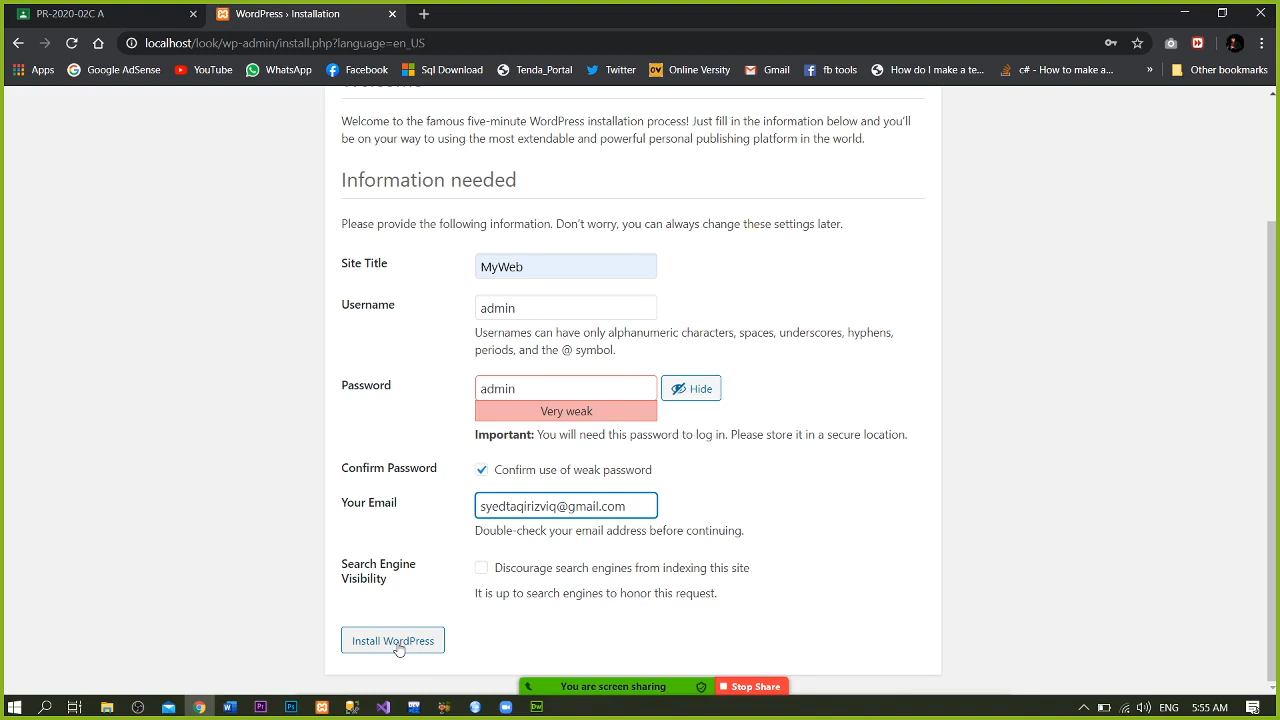 PR-2020-02C A
WordPress › Installation
localhost/look/wp-admin/install.php?language=en_US
Apps
Google AdSense
YouTube
WhatsApp
Facebook
Sql Download
Tenda_Portal
Twitter
Online Versity
Gmail
fb tools
How do I make a te...
c# - How to make a...
»
Other bookmarks
Welcome
Welcome to the famous five-minute WordPress installation process! Just fill in the information below and you'll
be on your way to using the most extendable and powerful personal publishing platform in the world.
Information needed
Please provide the following information. Don't worry, you can always change these settings later.
Site Title
MyWeb
Username
admin
Usernames can have only alphanumeric characters, spaces, underscores, hyphens,
periods, and the @ symbol.
Password
admin
Hide
Very weak
Important: You will need this password to log in. Please store it in a secure location.
Confirm Password
Confirm use of weak password
Your Email
syedtaqirizviq@gmail.com
Double-check your email address before continuing.
Search Engine
Visibility
Discourage search engines from indexing this site
It is up to search engines to honor this request.
Install WordPress
You are screen sharing
Stop Share
ENG
5:55 AM